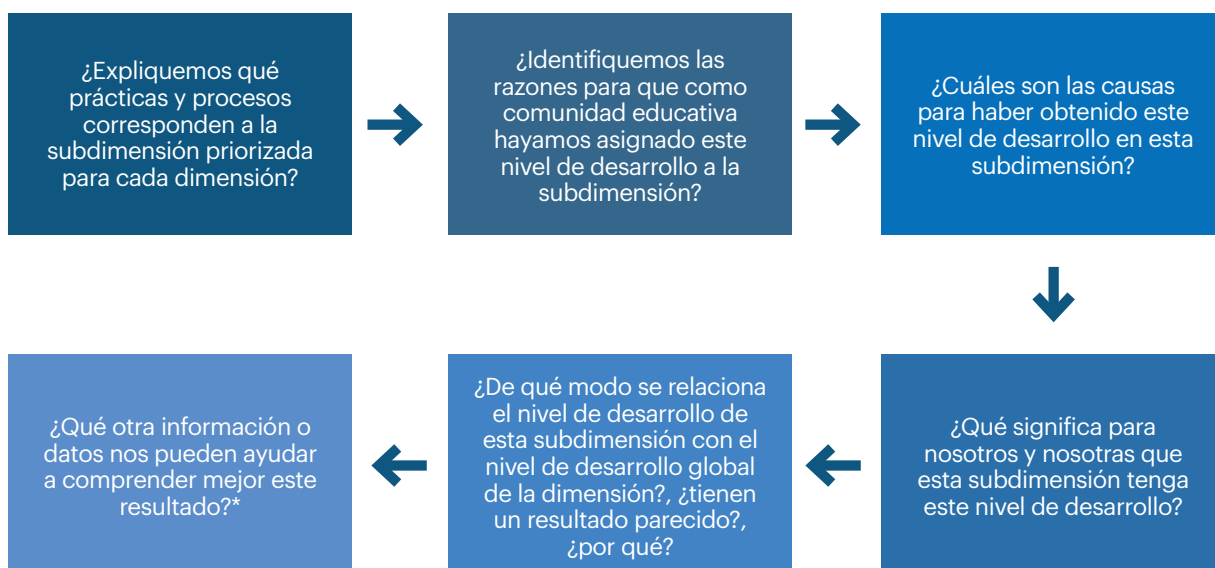 ¿Expliquemos qué
prácticas y procesos
corresponden a la
subdimensión priorizada
para cada dimensión?
¿Identifiquemos las
razones para que como
comunidad educativa
hayamos asignado este
nivel de desarrollo a la
subdimensión?
¿Cuáles son las causas
para haber obtenido este
nivel de desarrollo en esta
subdimensión?
¿Qué significa para
nosotros y nosotras que
esta subdimensión tenga
este nivel de desarrollo?
¿De qué modo se relaciona
el nivel de desarrollo de
esta subdimensión con el
nivel de desarrollo global
de la dimensión?, ¿tienen
un resultado parecido?,
¿por qué?
¿Qué otra información o
datos nos pueden ayudar
a comprender mejor este
resultado?*